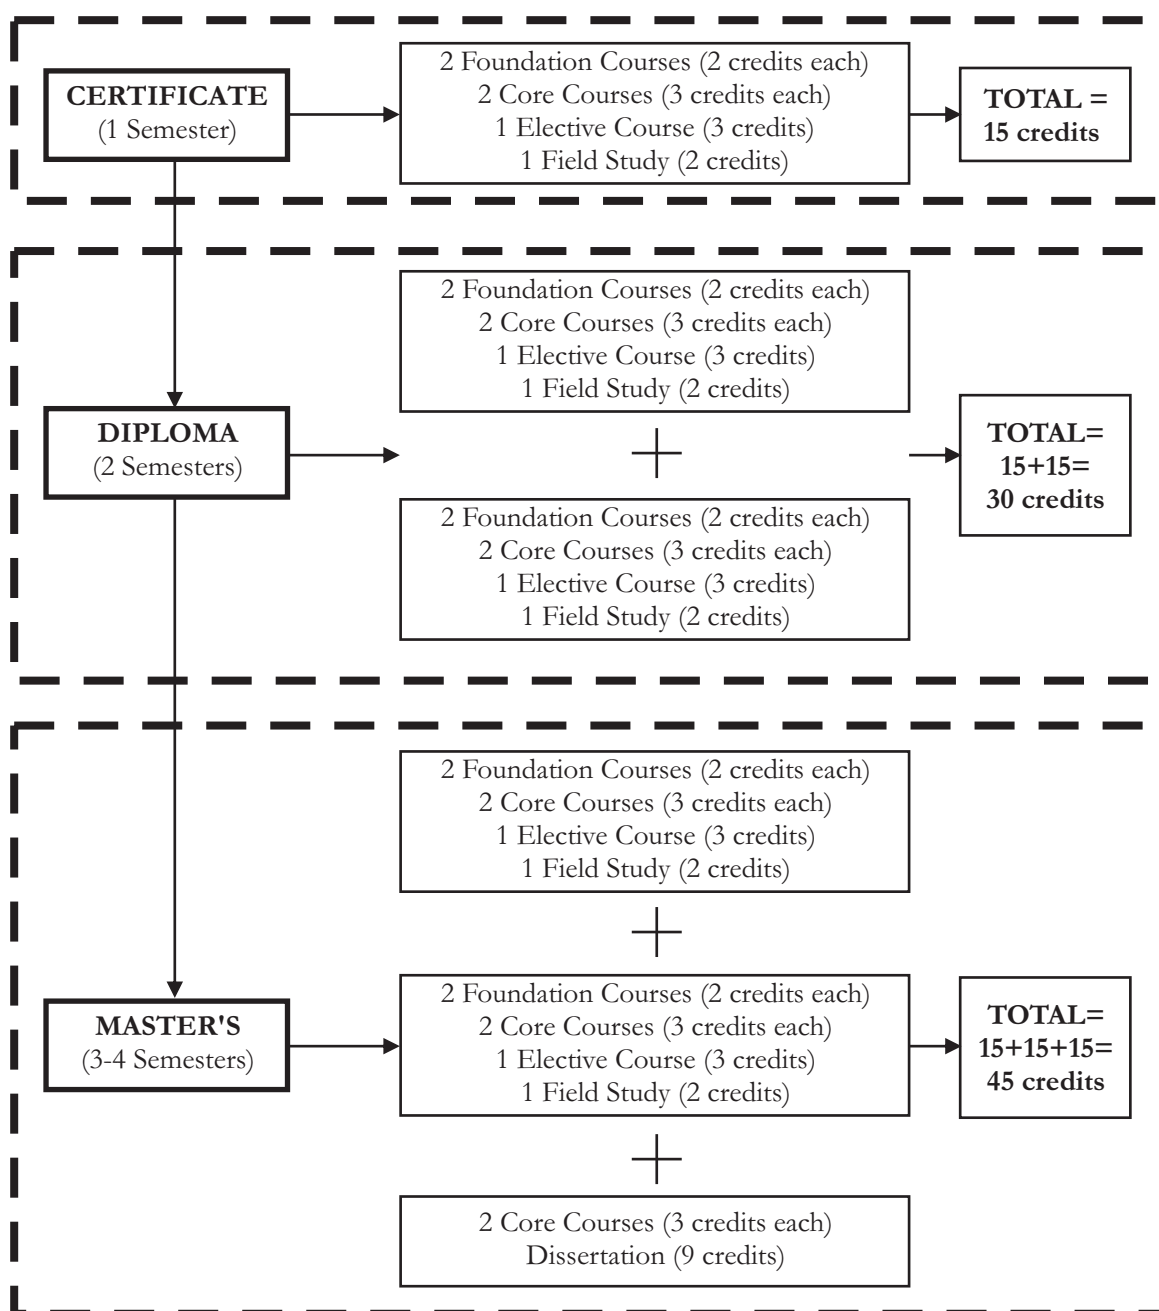 CERTIFICATE
(1 Semester)
2 Foundation Courses (2 credits each)
2 Core Courses (3 credits each)
1 Elective Course (3 credits)
1 Field Study (2 credits)
TOTAL =
15 credits
DIPLOMA
(2 Semesters)
2 Foundation Courses (2 credits each)
2 Core Courses (3 credits each)
1 Elective Course (3 credits)
1 Field Study (2 credits)
+
2 Foundation Courses (2 credits each)
2 Core Courses (3 credits each)
1 Elective Course (3 credits)
1 Field Study (2 credits)
TOTAL=
15+15=
30 credits
MASTER'S
(3-4 Semesters)
2 Foundation Courses (2 credits each)
2 Core Courses (3 credits each)
1 Elective Course (3 credits)
1 Field Study (2 credits)
+
2 Foundation Courses (2 credits each)
2 Core Courses (3 credits each)
1 Elective Course (3 credits)
1 Field Study (2 credits)
+
2 Core Courses (3 credits each)
Dissertation (9 credits)
TOTAL=
15+15+15=
45 credits